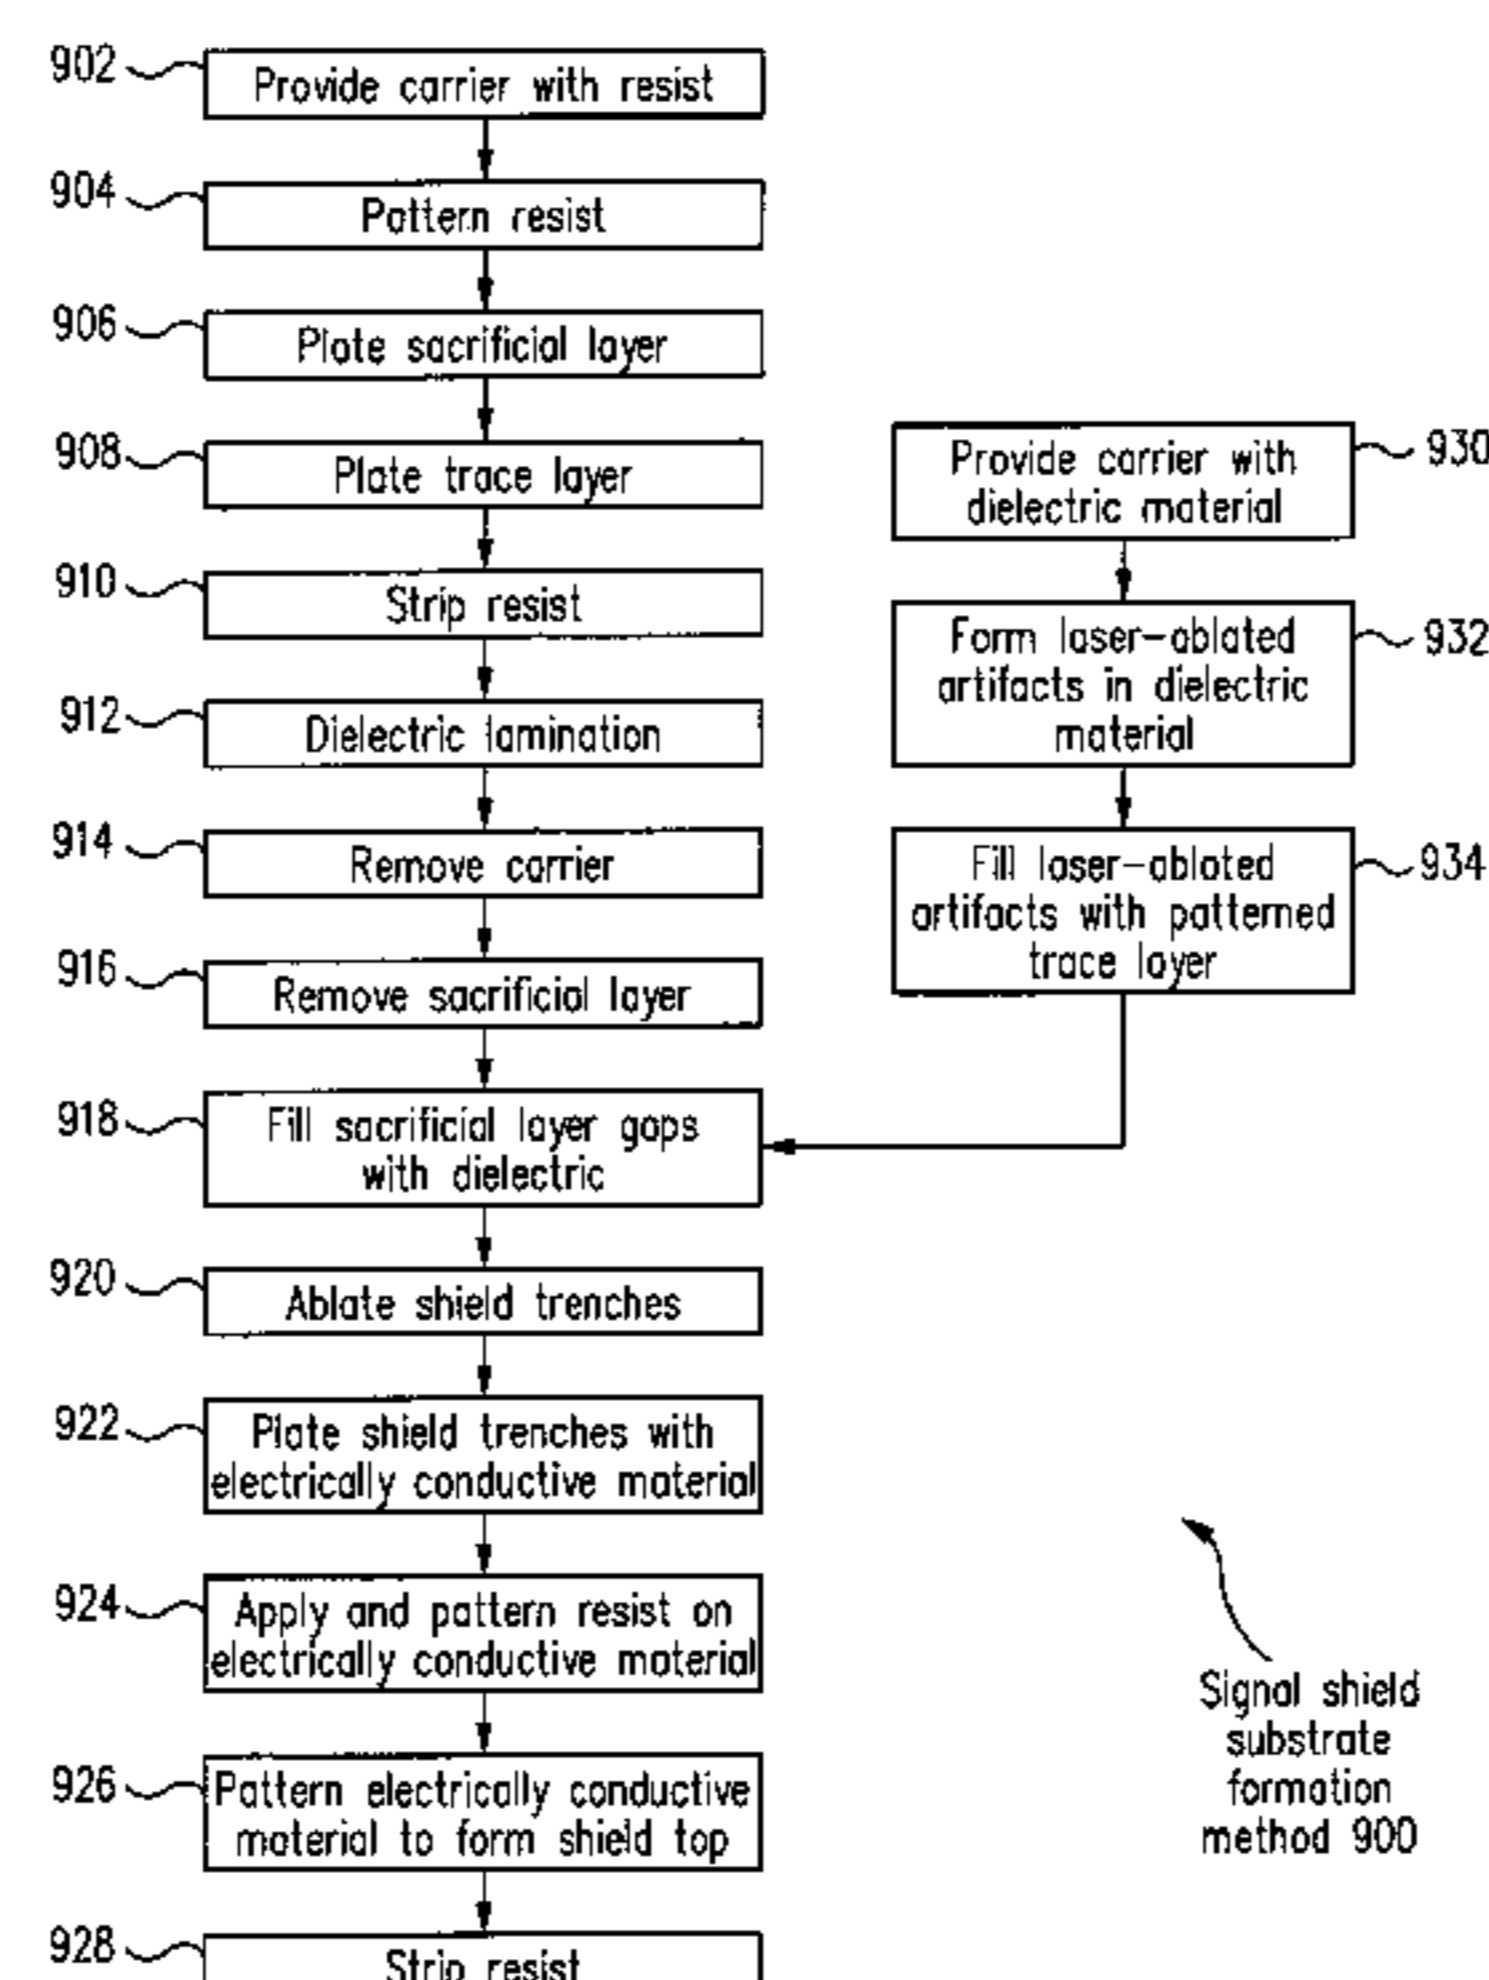 902
Provide carrier with resist
904
Pattern resist
906
Plate sacrificial layer
908
Plate trace layer
910
Strip resist
912
Dielectric lamination
914
Remove carrier
916
Remove sacrificial layer
918
Fill sacrificial layer gaps
with dielectric
920
Ablate shield trenches
922
Plate shield trenches with
electrically conductive material
924
Apply and pattern resist on
electrically conductive material
926
Pattern electrically conductive
material to form shield top
928
Strip resist
930
Provide carrier with
dielectric material
932
Form laser-ablated
artifacts in dielectric
material
934
Fill laser-ablated
artifacts with patterned
trace layer
Signal shield
substrate
formation
method 900